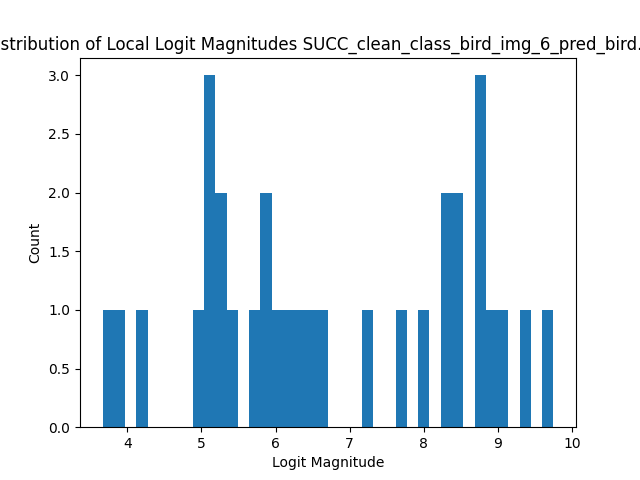 stribution of Local Logit Magnitudes SUCC_clean_class_bird_img_6_pred_bird.
3.0
2.5
2.0
1.5
1.0
0.5
0.0
Count
4 5 6 7 8 9 10
Logit Magnitude